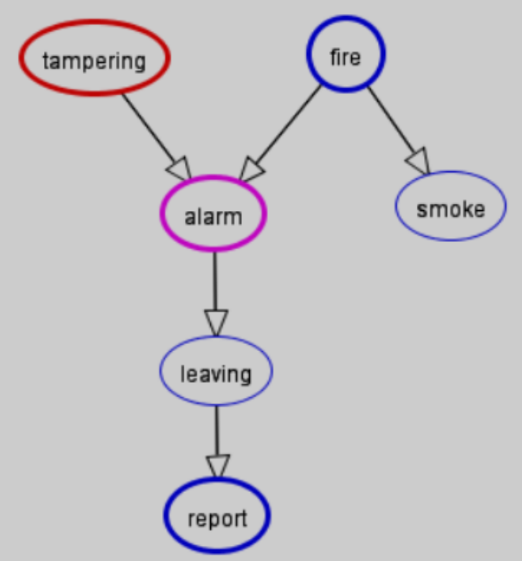 tampering
fire
alarm
smoke
leaving
report